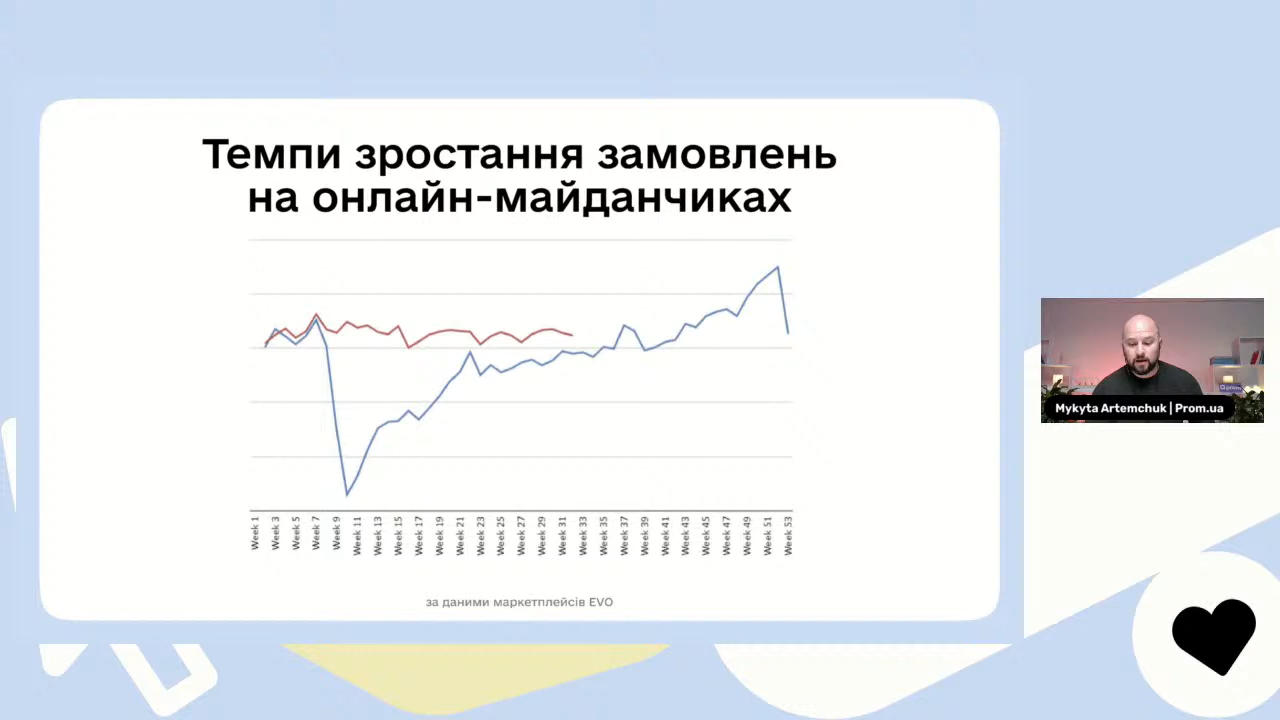 Темпи зростання замовлень
на онлайн-майданчиках
Week 1
Week 3
Week 5
Week 7
Week 9
Week 11
Week 13
Week 15
Week 17
Week 19
Week 21
Week 23
Week 25
Week 27
Week 29
Week 31
Week 33
Week 35
Week 37
Week 39
Week 41
Week 43
Week 45
Week 47
Week 49
Week 51
Week 53
за даними маркетплейсів EVO
prom
Mykyta Artemchuk | Prom.ua